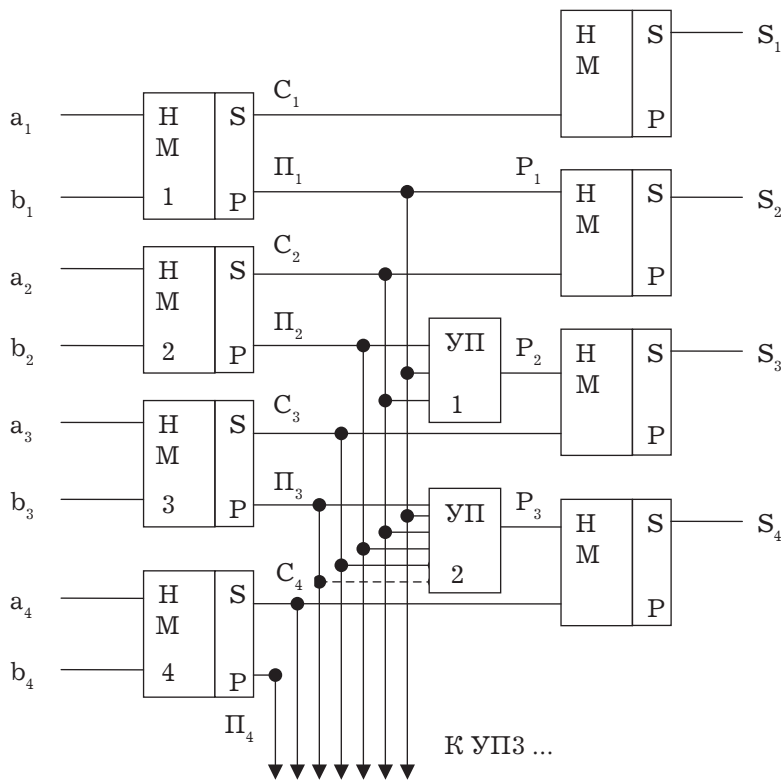 Н S S₁
М
P
a₁ Н S C₁
М
b₁ 1 P П₁ P₁ Н S S₂
М
P
a₂ Н S C₂
М
b₂ 2 P П₂ УП P₂ Н S S₃
М
1
P
a₃ Н S C₃
М
b₃ 3 P П₃ УП P₃ Н S S₄
М
2
P
a₄ Н S C₄
М
b₄ 4 P
П₄ К УП3 ...